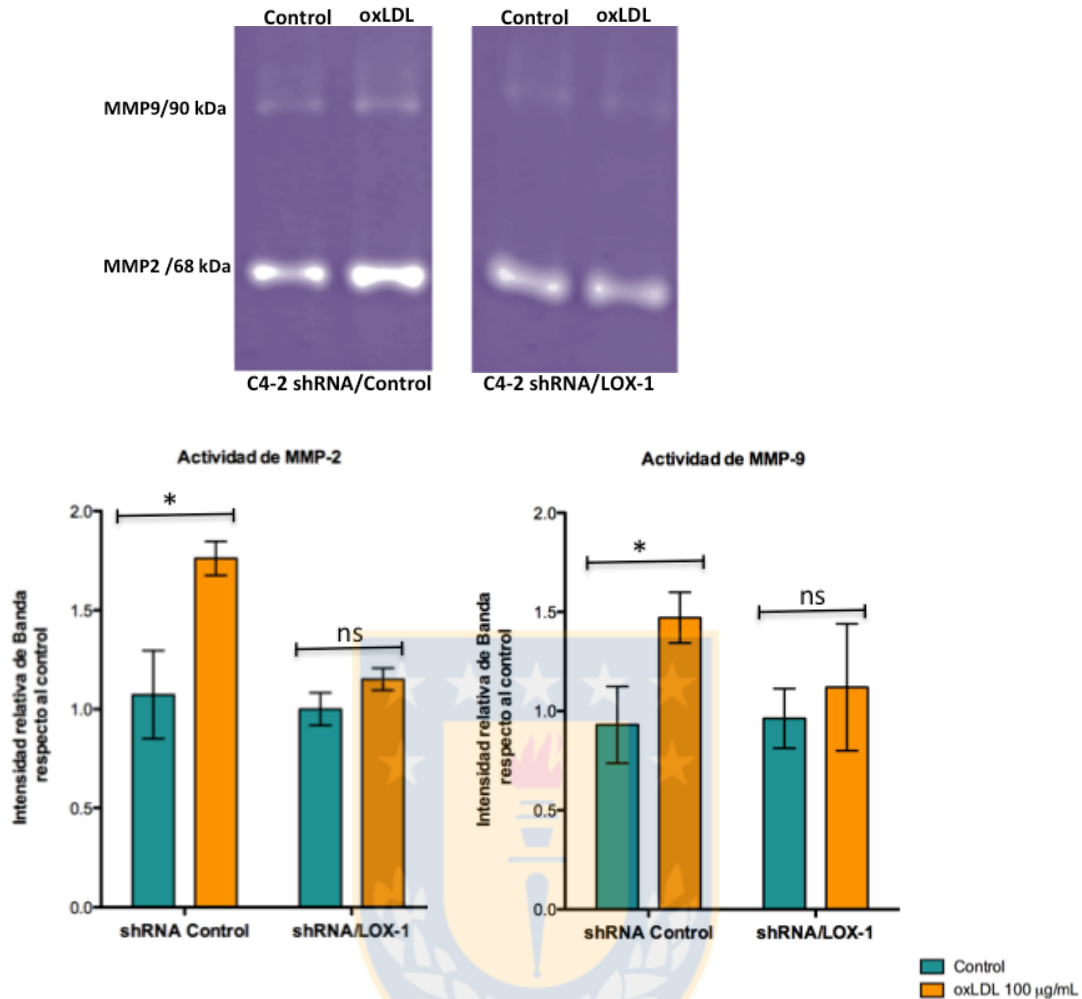 Control oxLDL
Control oxLDL
MMP9/90 kDa
MMP2 /68 kDa
C4-2 shRNA/Control
C4-2 shRNA/LOX-1
Actividad de MMP-2
Intensidad relativa de Banda
respecto al control
2.0
1.5
1.0
0.5
0.0
*
ns
shRNA Control
shRNA/LOX-1
Actividad de MMP-9
Intensidad relativa de Banda
respecto al control
2.0
1.5
1.0
0.5
0.0
*
ns
shRNA Control
shRNA/LOX-1
Control
oxLDL 100 µg/mL